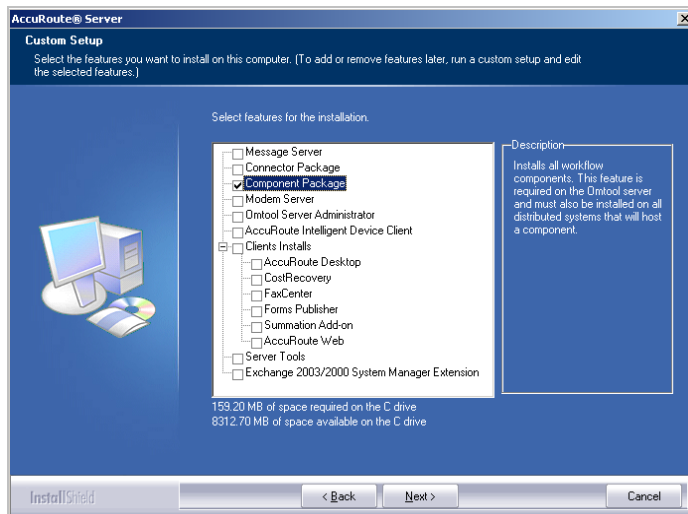 AccuRoute® Server
Custom Setup
Select the features you want to install on this computer. (To add or remove features later, run a custom setup and edit
the selected features.)
Select features for the installation.
Message Server
Connector Package
Component Package
Modem Server
Omtool Server Administrator
AccuRoute Intelligent Device Client
Clients Installs
AccuRoute Desktop
CostRecovery
FaxCenter
Forms Publisher
Summation Add-on
AccuRoute Web
Server Tools
Exchange 2003/2000 System Manager Extension
Description
Installs all workflow
components. This feature is
required on the Omtool server
and must also be installed on all
distributed systems that will host
a component.
159.20 MB of space required on the C drive
8312.70 MB of space available on the C drive
InstallShield
< Back
Next >
Cancel